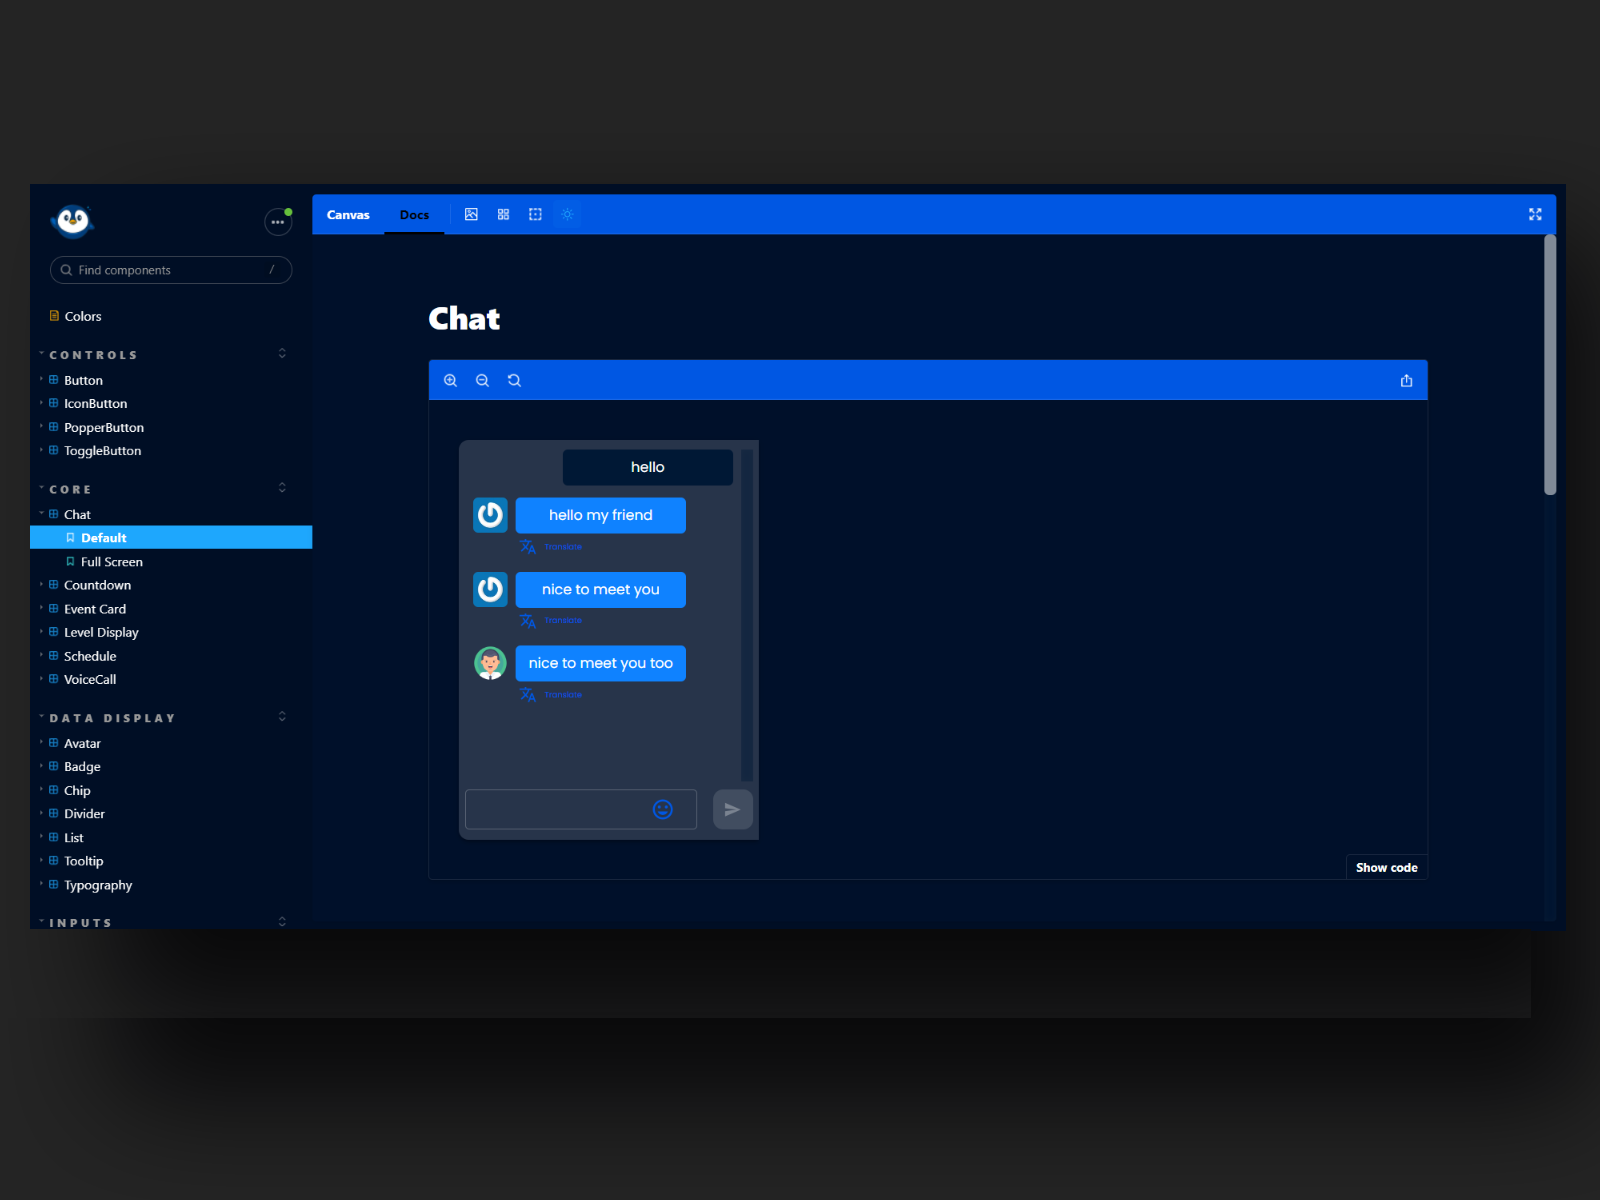 Canvas
Docs
Find components
/
Colors
CONTROLS
Button
IconButton
PopperButton
ToggleButton
CORE
Chat
Default
Full Screen
Countdown
Event Card
Level Display
Schedule
VoiceCall
DATA DISPLAY
Avatar
Badge
Chip
Divider
List
Tooltip
Typography
INPUTS
Chat
hello
hello my friend
Translate
nice to meet you
Translate
nice to meet you too
Translate
Show code